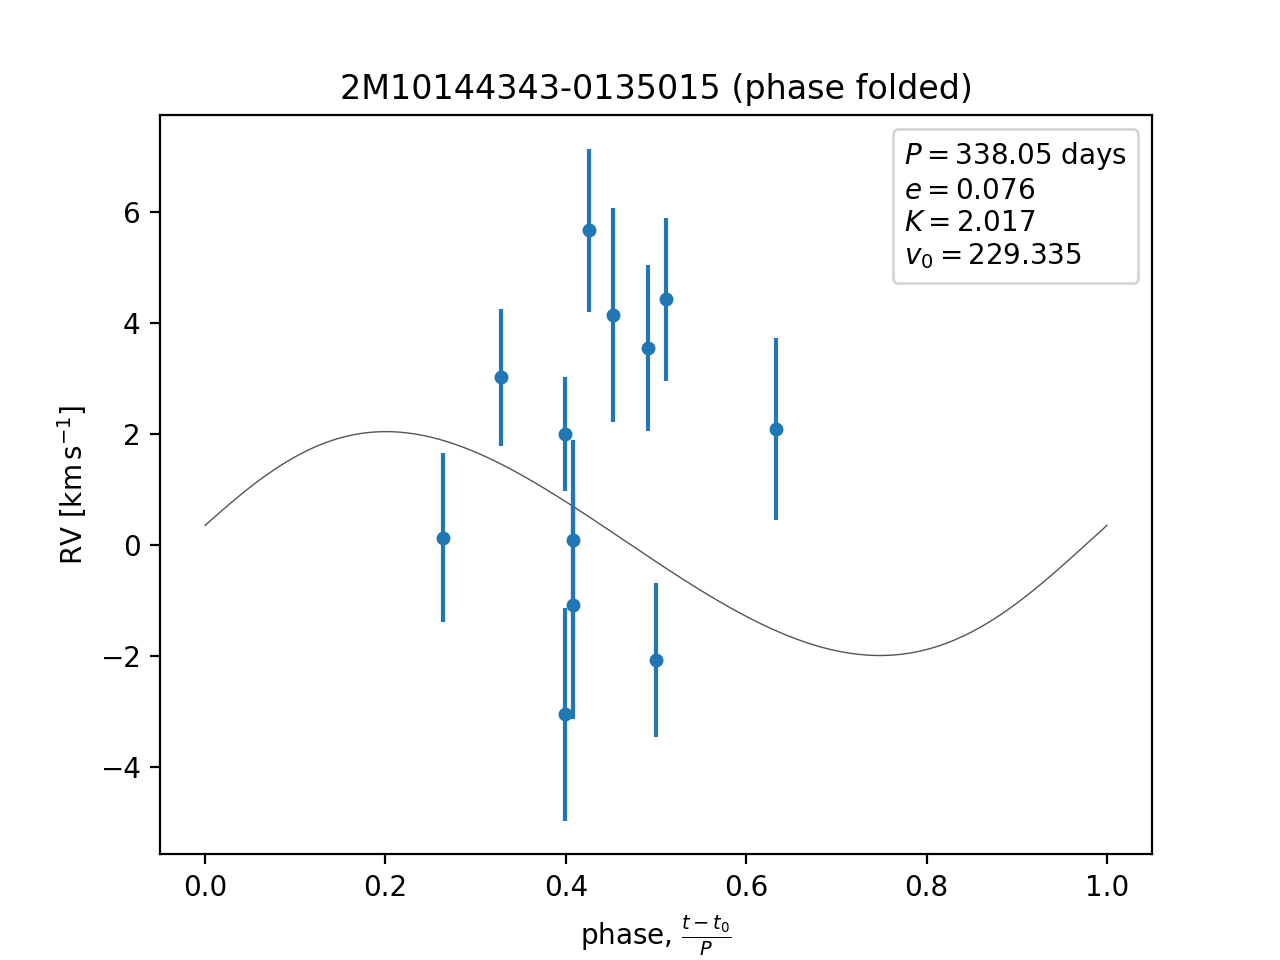 2M10144343-0135015 (phase folded)
P = 338.05 days
e = 0.076
K = 2.017
v₀ = 229.335
RV [km s⁻¹]
6
4
2
0
−2
−4
0.0 0.2 0.4 0.6 0.8 1.0
phase, (t − t₀)/P